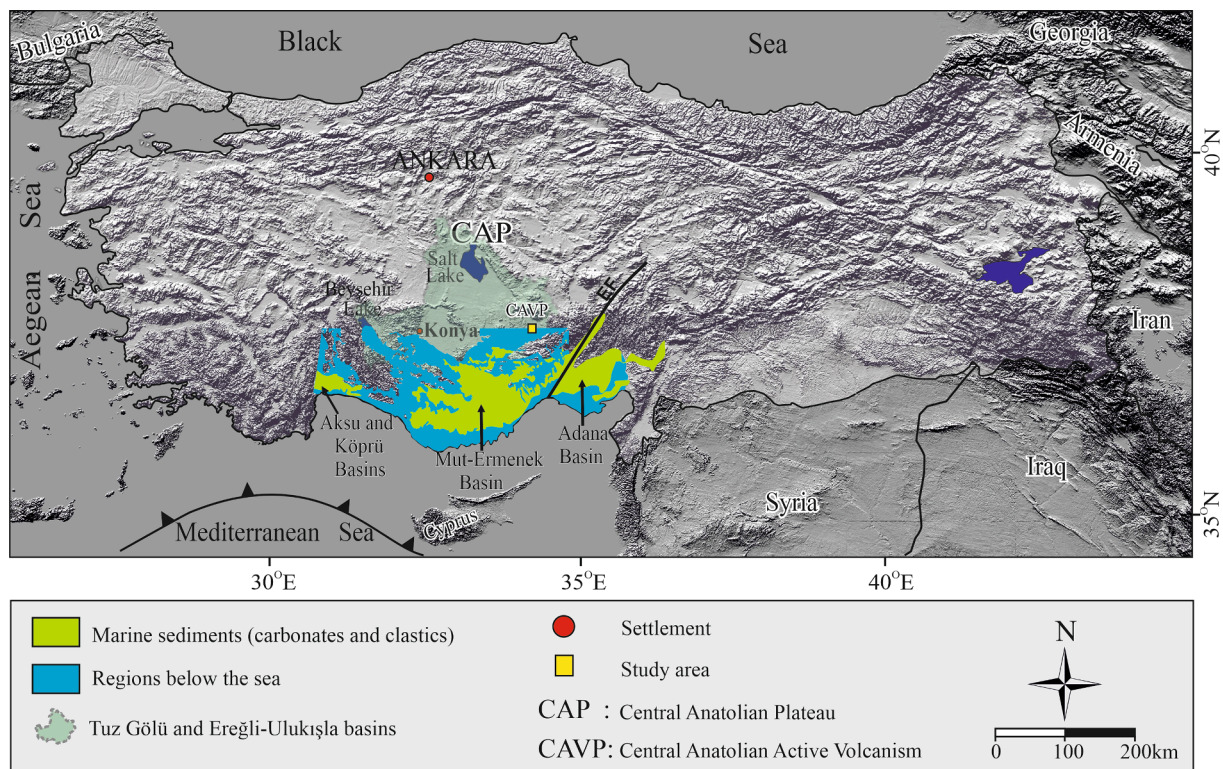 Bulgaria
Black
Sea
Georgia
Armenia
40°N
ANKARA
Aegean Sea
CAP
Salt
Lake
Beyşehir
Lake
CAVP
EF
Konya
Iran
Aksu and
Köprü
Basins
Mut-Ermenek
Basin
Adana
Basin
Iraq
Syria
Mediterranean Sea
Cyprus
35°N
30°E
35°E
40°E
Marine sediments (carbonates and clastics)
Regions below the sea
Tuz Gölü and Ereğli-Ulukışla basins
Settlement
Study area
CAP : Central Anatolian Plateau
CAVP: Central Anatolian Active Volcanism
N
0 100 200km